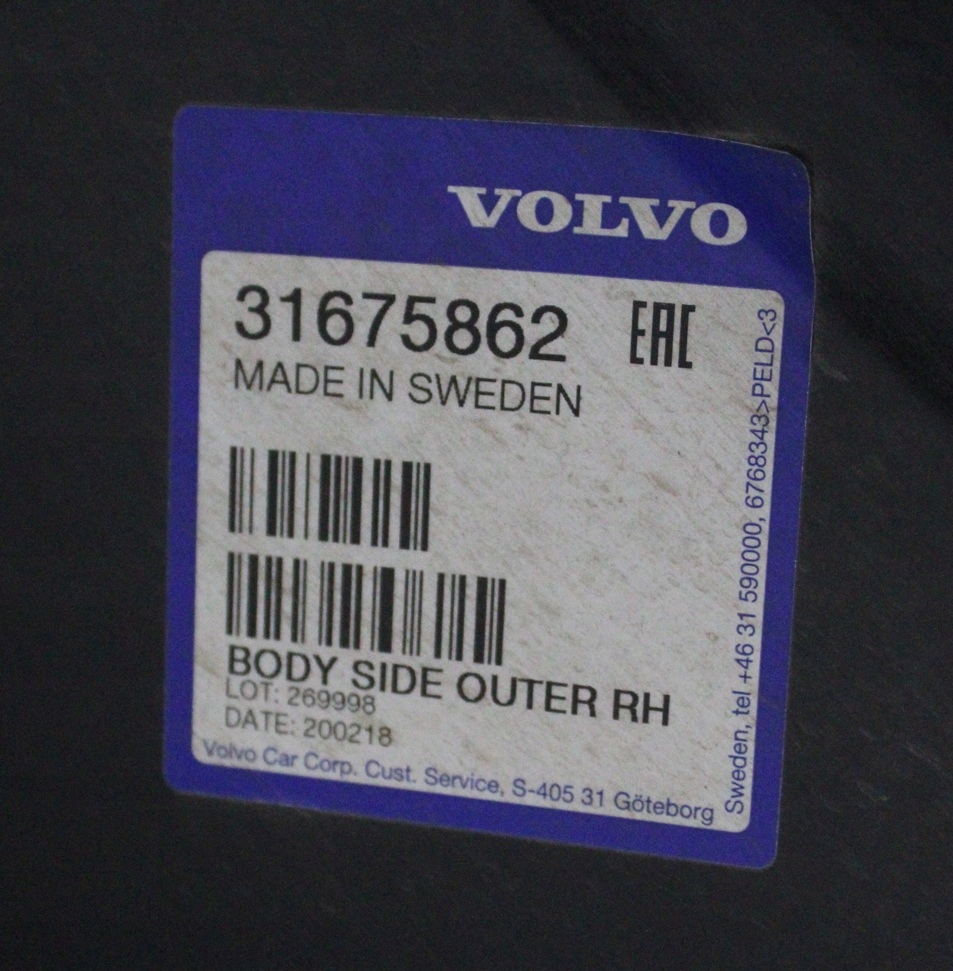 VOLVO
31675862 EAC
MADE IN SWEDEN
BODY SIDE OUTER RH
LOT: 269998
DATE: 200218
Volvo Car Corp. Cust. Service, S-405 31 Göteborg
Sweden, tel +46 31 590000, 6768343>PELD<3